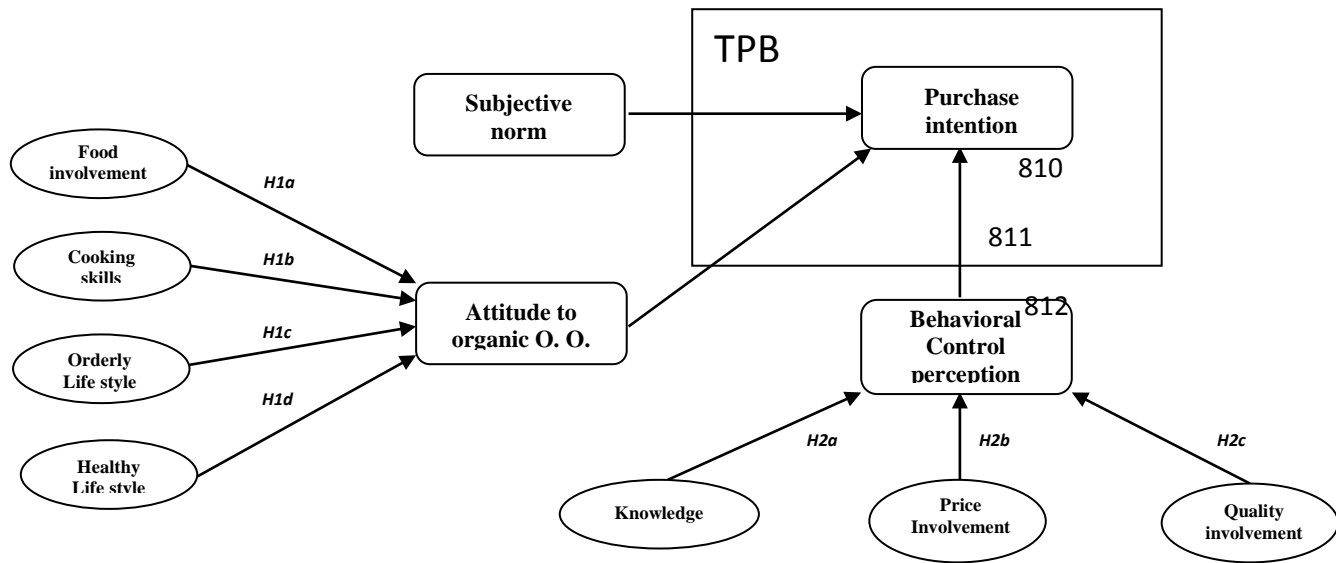 TPB
Subjective
norm
Purchase
intention
810
Food
involvement
H1a
Cooking
skills
H1b
811
Attitude to
organic O. O.
812
Behavioral
Control
perception
Orderly
Life style
H1c
H1d
Healthy
Life style
H2a
H2b
H2c
Knowledge
Price
Involvement
Quality
involvement